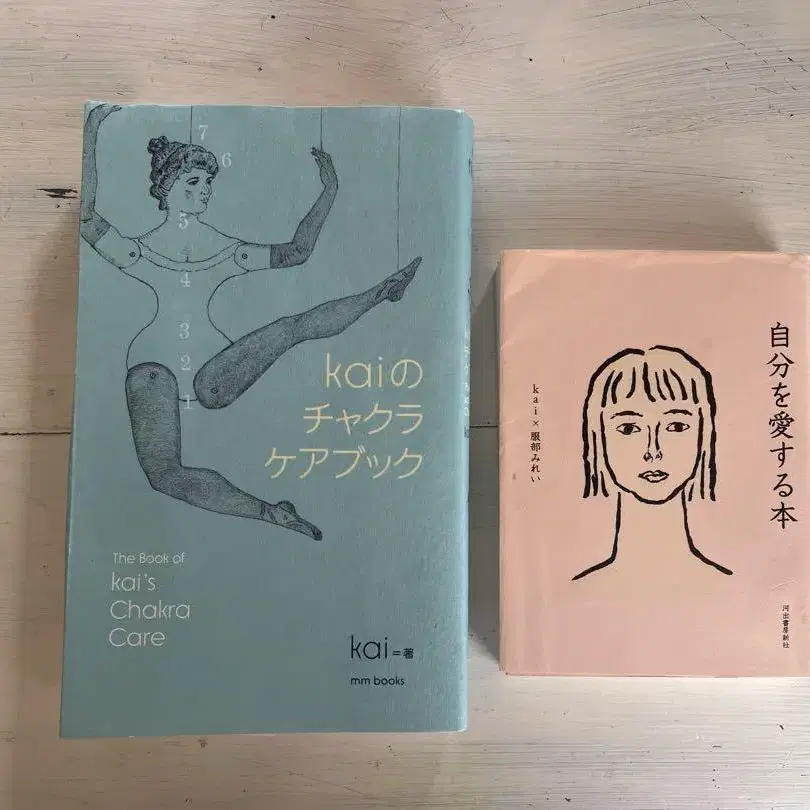 7
6
5
4
4
3
2
1
kaiの
チャクラ
ケアブック
The Book of
kai's
Chakra
Care
kai=著
mm books
自分を愛する本
kai×服部みれい
河出書房新社